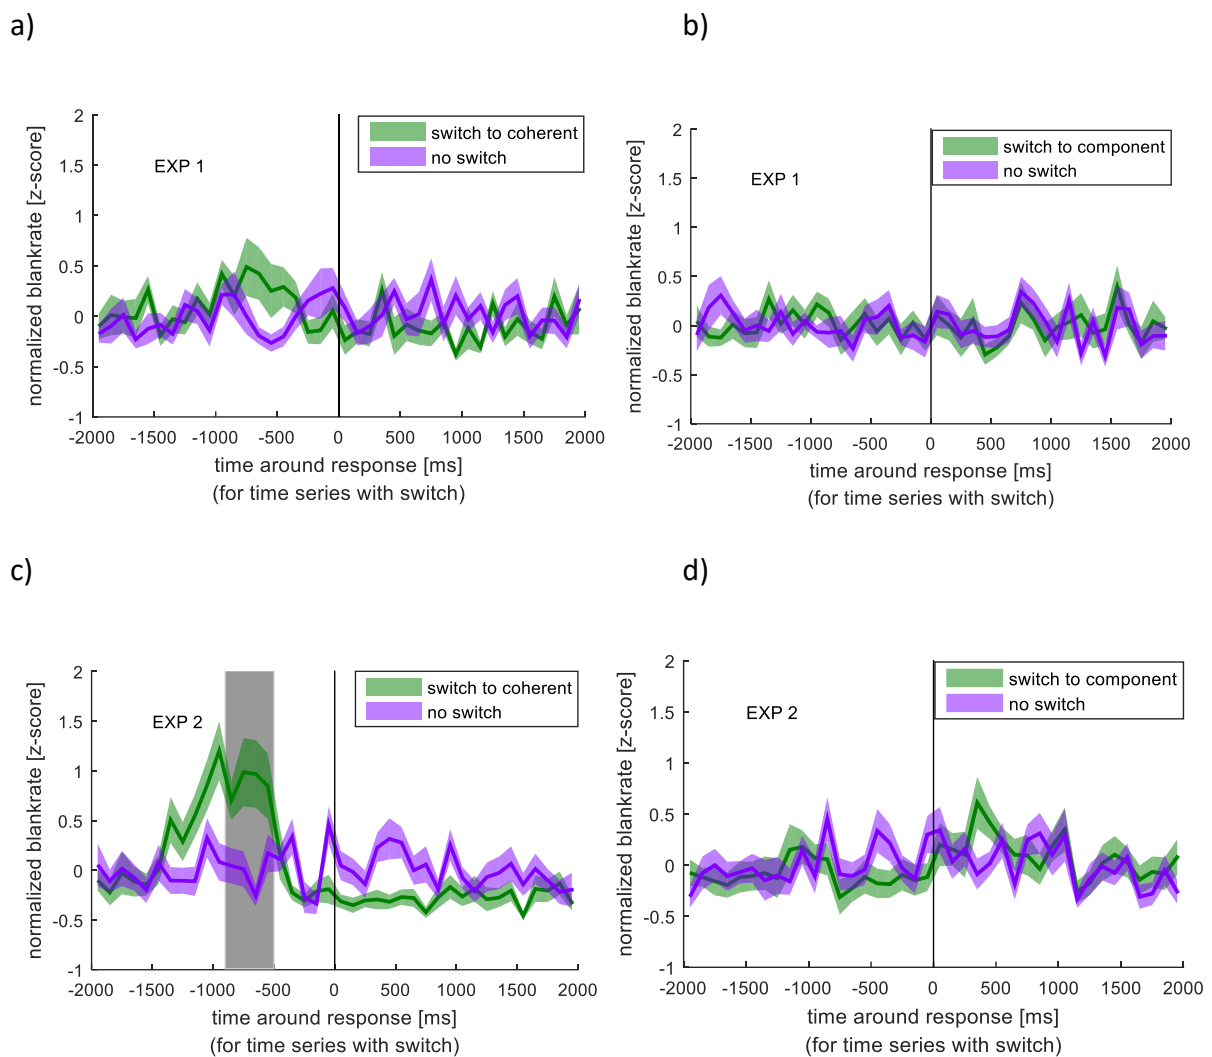 a)
b)
normalized blankrate [z-score]
2
1.5
1
0.5
0
-0.5
-1
EXP 1
switch to coherent
no switch
-2000 -1500 -1000 -500 0 500 1000 1500 2000
time around response [ms]
(for time series with switch)
normalized blankrate [z-score]
2
1.5
1
0.5
0
-0.5
-1
EXP 1
switch to component
no switch
-2000 -1500 -1000 -500 0 500 1000 1500 2000
time around response [ms]
(for time series with switch)
c)
d)
normalized blankrate [z-score]
2
1.5
1
0.5
0
-0.5
-1
EXP 2
switch to coherent
no switch
-2000 -1500 -1000 -500 0 500 1000 1500 2000
time around response [ms]
(for time series with switch)
normalized blankrate [z-score]
2
1.5
1
0.5
0
-0.5
-1
EXP 2
switch to component
no switch
-2000 -1500 -1000 -500 0 500 1000 1500 2000
time around response [ms]
(for time series with switch)